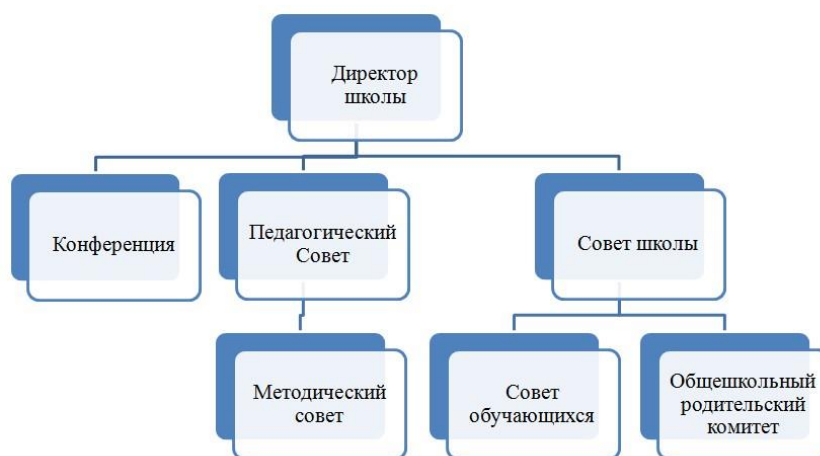 Директор
школы
Конференция
Педагогический
Совет
Совет школы
Методический
совет
Совет
обучающихся
Общешкольный
родительский
комитет